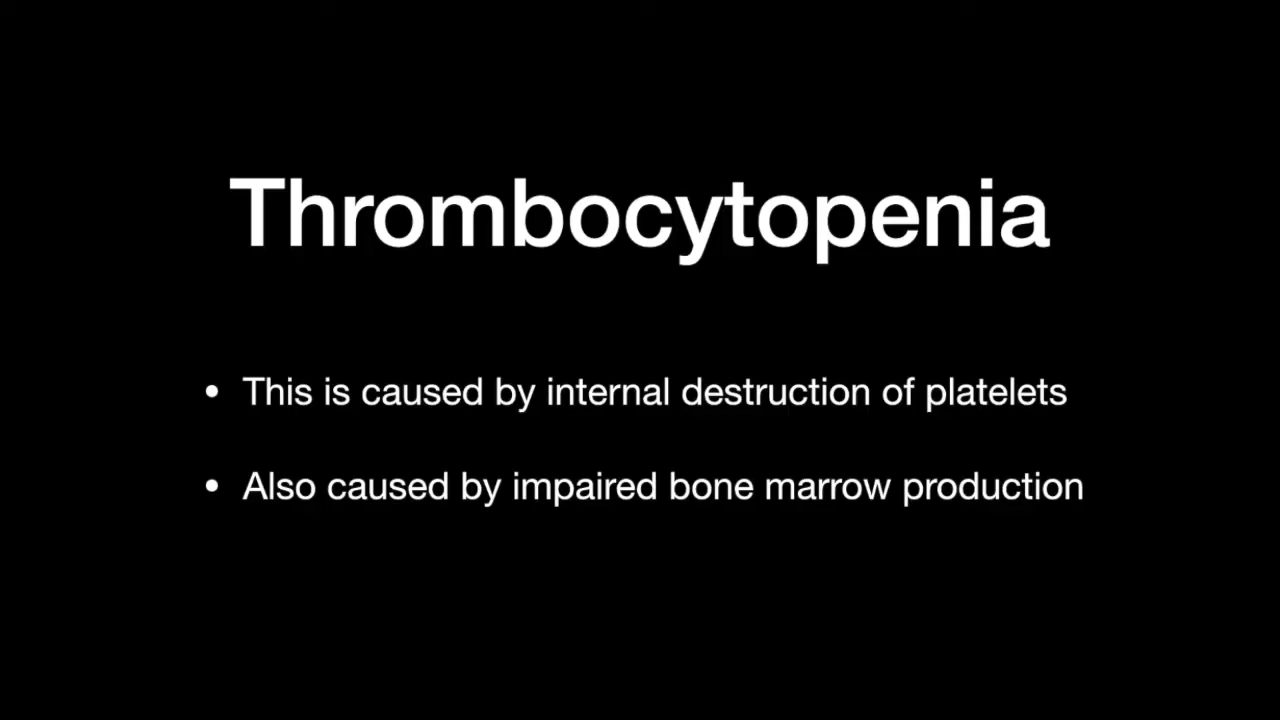 Thrombocytopenia
• This is caused by internal destruction of platelets
• Also caused by impaired bone marrow production